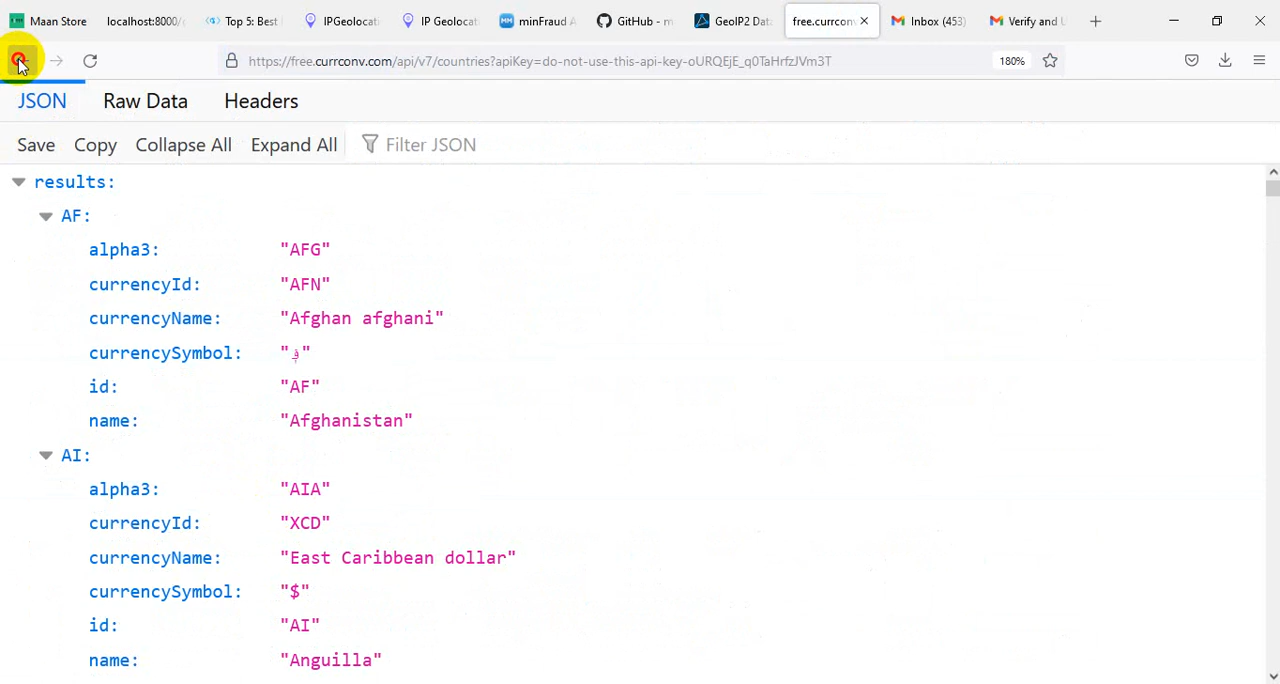 Maan Store localhost:8000/ Top 5: Best IPGeolocati IP Geolocat minFraud A GitHub - m GeoIP2 Dat free.currconv Inbox (453) Verify and U
https://free.currconv.com/api/v7/countries?apiKey=do-not-use-this-api-key-oURQEjE_q0TaHrfzJVm3T 180%
JSON Raw Data Headers
Save Copy Collapse All Expand All Filter JSON
results:
AF:
alpha3: "AFG"
currencyId: "AFN"
currencyName: "Afghan afghani"
currencySymbol: "؋"
id: "AF"
name: "Afghanistan"
AI:
alpha3: "AIA"
currencyId: "XCD"
currencyName: "East Caribbean dollar"
currencySymbol: "$"
id: "AI"
name: "Anguilla"